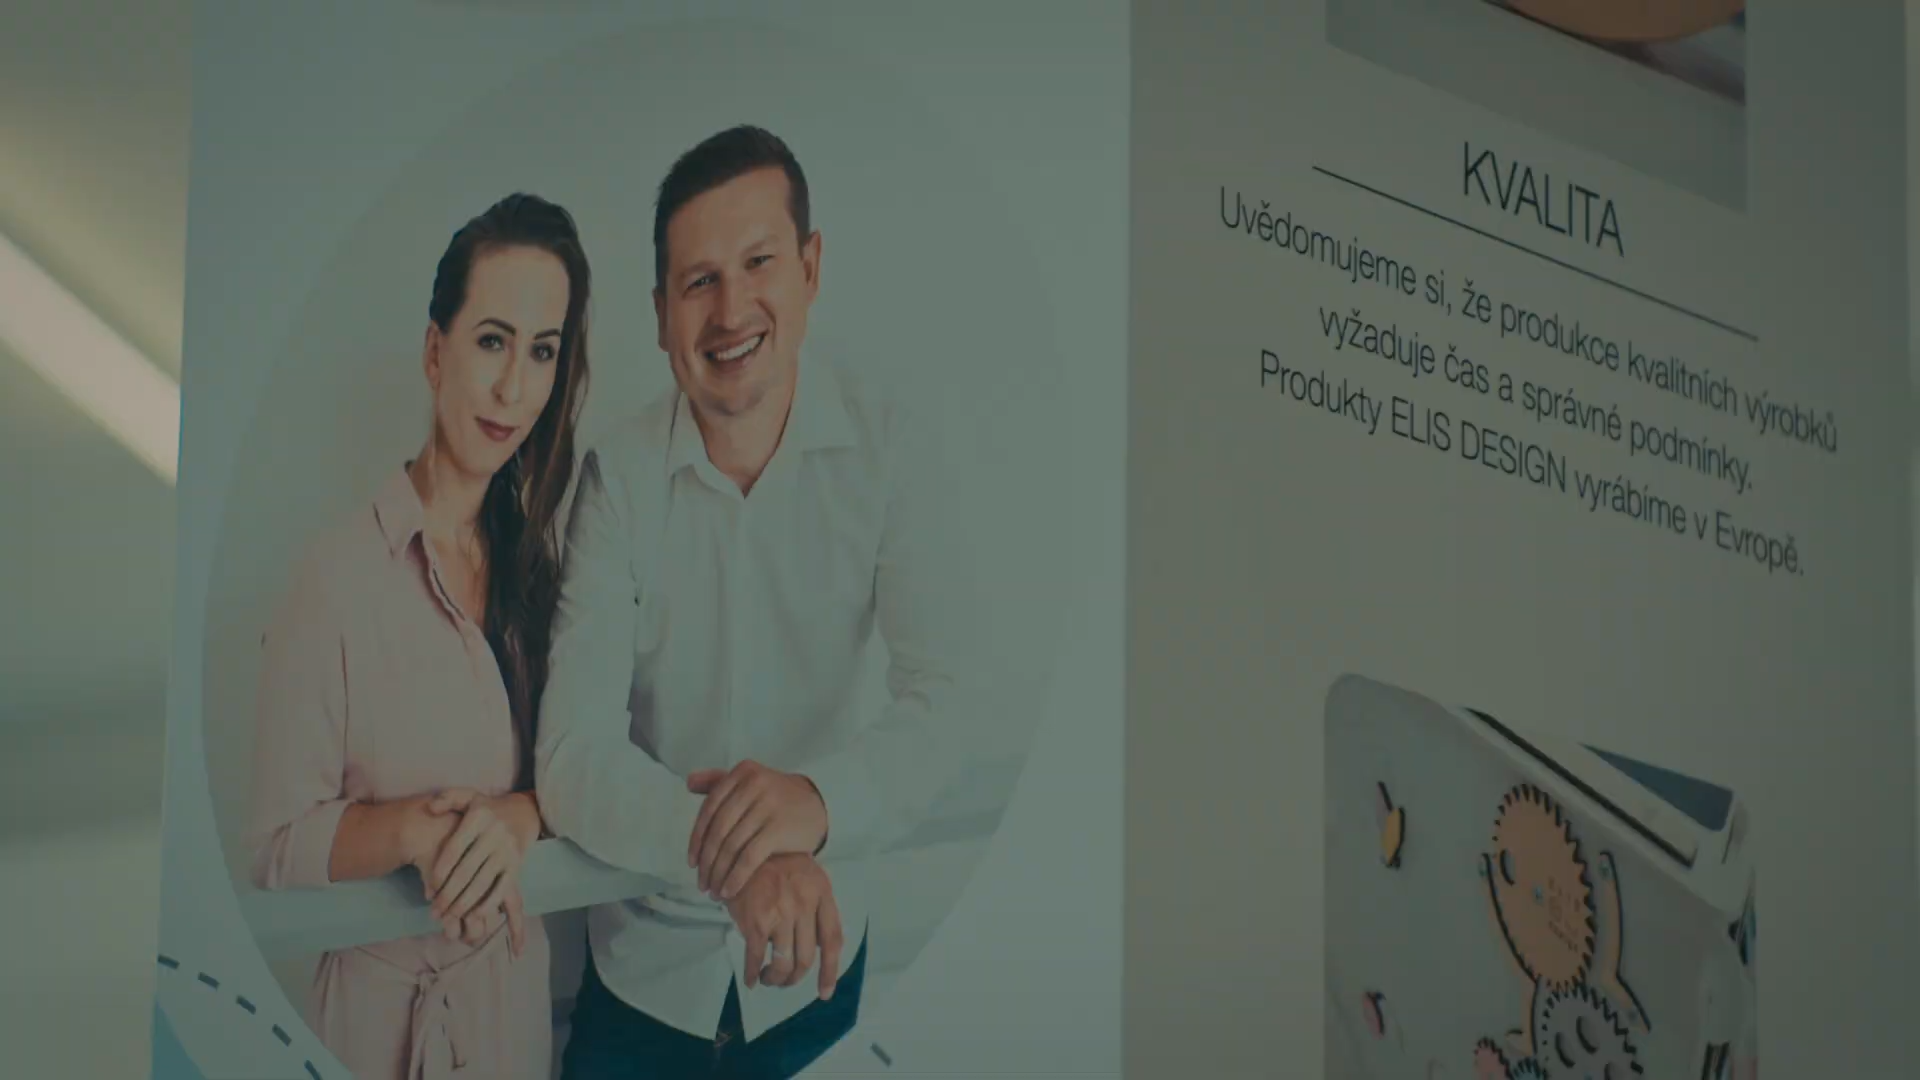 KVALITA
Uvědomujeme si, že produkce kvalitních výrobků
vyžaduje čas a správné podmínky.
Produkty ELIS DESIGN vyrábíme v Evropě.